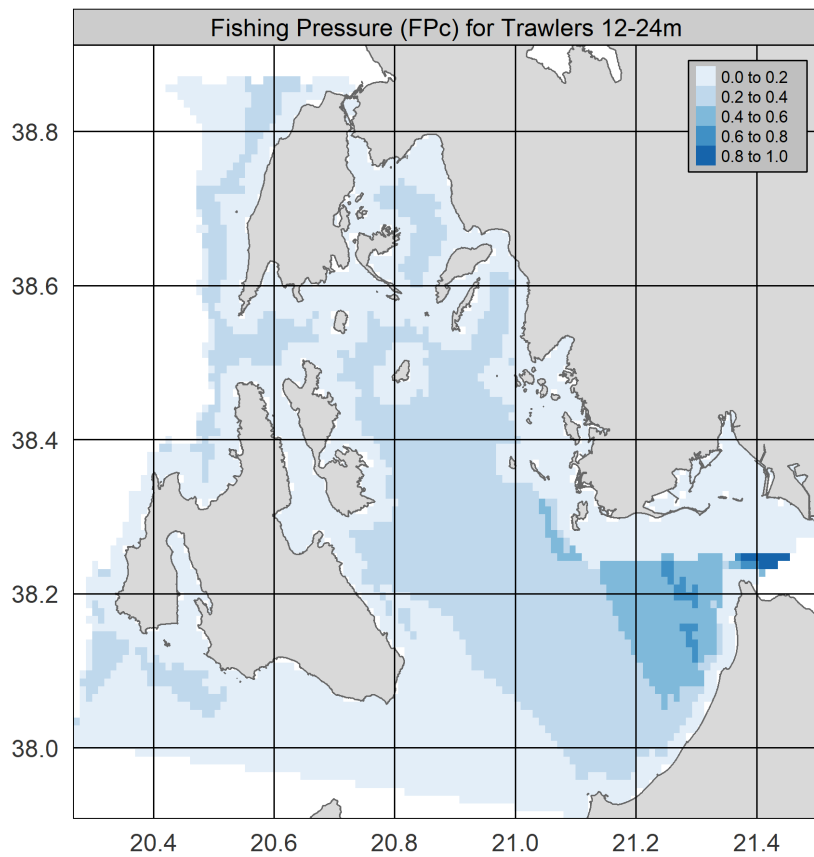 Fishing Pressure (FPc) for Trawlers 12-24m
0.0 to 0.2
0.2 to 0.4
0.4 to 0.6
0.6 to 0.8
0.8 to 1.0
38.8
38.6
38.4
38.2
38.0
20.4 20.6 20.8 21.0 21.2 21.4